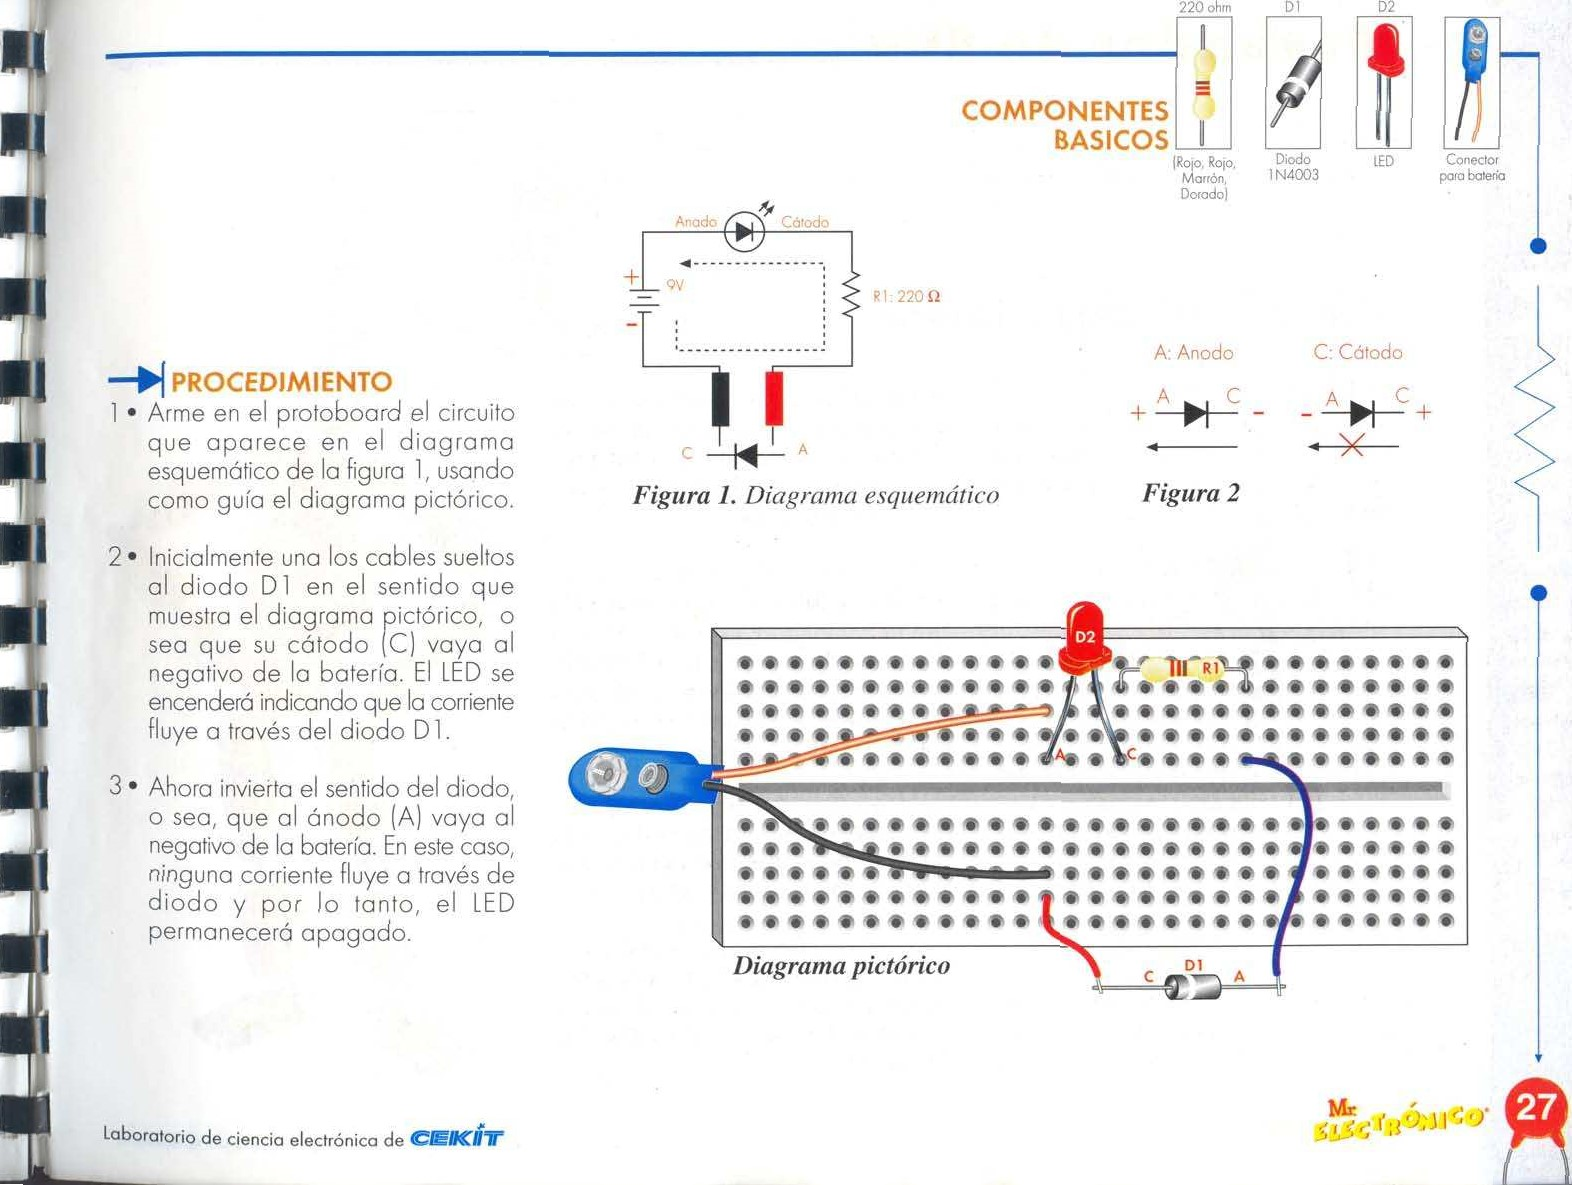 220 ohm
D1
D2
COMPONENTES
BASICOS
(Rojo, Rojo,
Marrón,
Dorado)
Diodo
1N4003
LED
Conector
para batería
Anado
Cátodo
+
9V
-
R1: 220 Ω
C
A
Figura 1. Diagrama esquemático
A: Anodo
C: Cátodo
+ A C -
- A C +
Figura 2
PROCEDIMIENTO
1 • Arme en el protoboard el circuito
que aparece en el diagrama
esquemático de la figura 1, usando
como guía el diagrama pictórico.
2 • Inicialmente una los cables sueltos
al diodo D1 en el sentido que
muestra el diagrama pictórico, o
sea que su cátodo (C) vaya al
negativo de la batería. El LED se
encenderá indicando que la corriente
fluye a través del diodo D1.
3 • Ahora invierta el sentido del diodo,
o sea, que al ánodo (A) vaya al
negativo de la batería. En este caso,
ninguna corriente fluye a través de
diodo y por lo tanto, el LED
permanecerá apagado.
D2
R1
A
C
Diagrama pictórico
C
D1
A
Laboratorio de ciencia electrónica de CEKIT
Mr.
ELECTRÓNICO
27